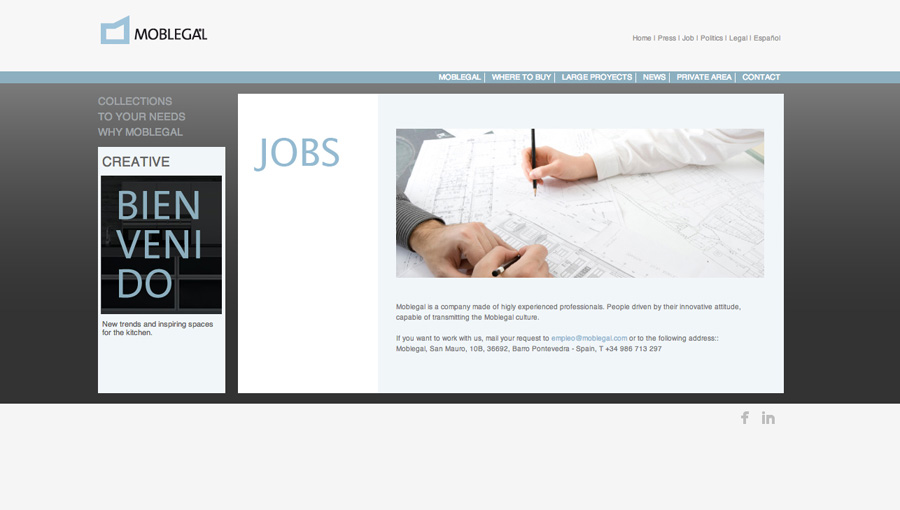 MOBLEGAL
Home | Press | Job | Politics | Legal | Español
MOBLEGAL | WHERE TO BUY | LARGE PROYECTS | NEWS | PRIVATE AREA | CONTACT
COLLECTIONS
TO YOUR NEEDS
WHY MOBLEGAL
CREATIVE
BIEN
VENI
DO
New trends and inspiring spaces
for the kitchen.
JOBS
Moblegal is a company made of higly experienced professionals. People driven by their innovative attitude,
capable of transmitting the Moblegal culture.
If you want to work with us, mail your request to empleo@moblegal.com or to the following address::
Moblegal, San Mauro, 10B, 36692, Barro Pontevedra - Spain, T +34 986 713 297
f in